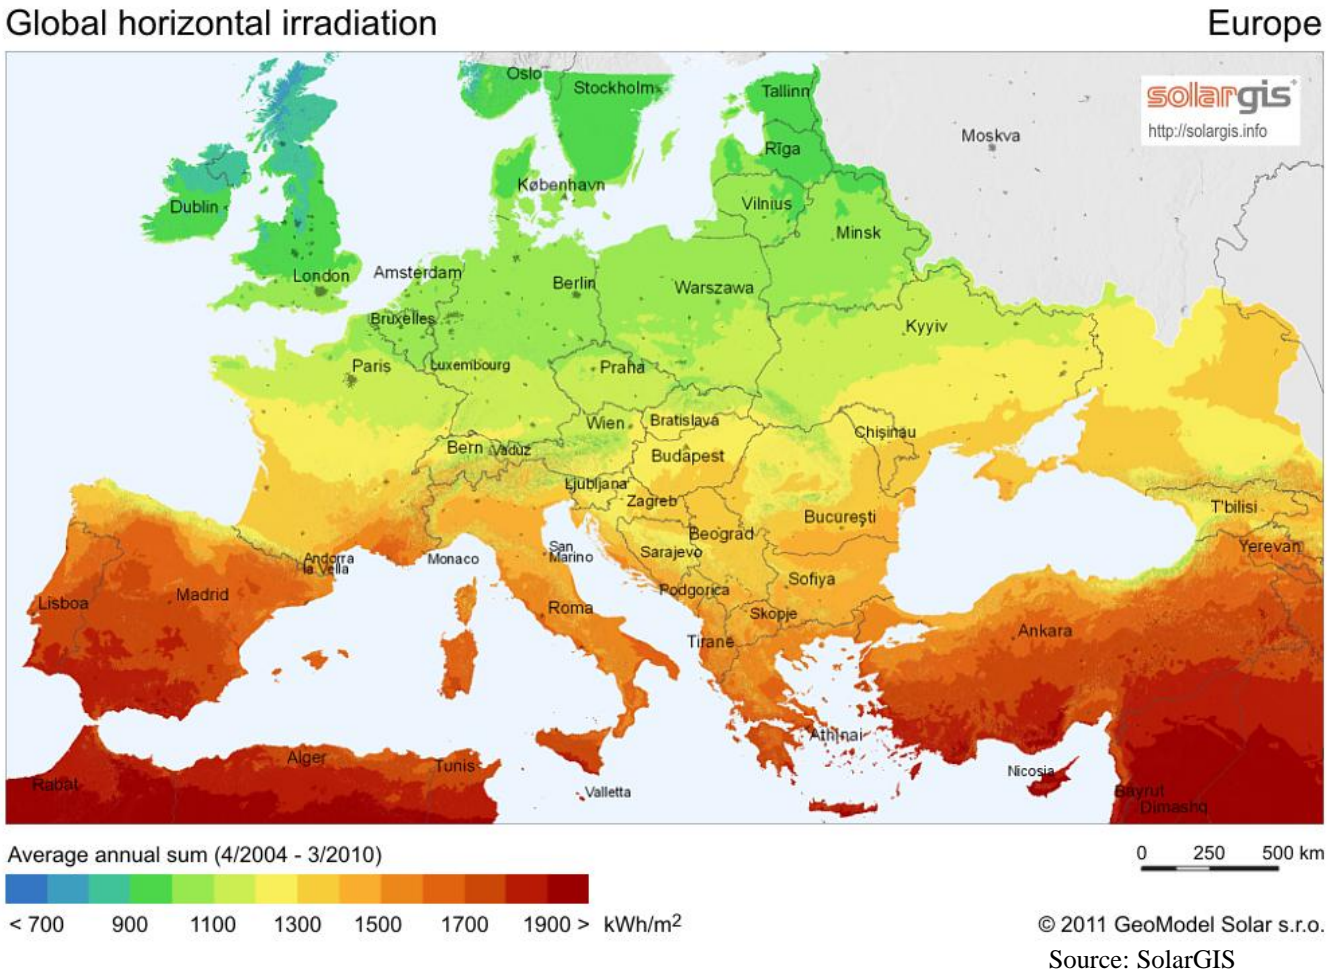 Global horizontal irradiation
Europe
solargis
http://solargis.info
Oslo
Stockholm
Tallinn
Moskva
Rīga
København
Dublin
Vilnius
Minsk
London
Amsterdam
Berlin
Warszawa
Bruxelles
Kyyiv
Paris
Luxembourg
Praha
Wien
Bratislava
Chişinău
Bern
Vaduz
Budapest
Ljubljana
Zagreb
T'bilisi
Bucureşti
Beograd
San
Marino
Sarajevo
Yerevan
Andorra
la Vella
Monaco
Sofiya
Podgorica
Madrid
Lisboa
Roma
Skopje
Ankara
Tiranë
Athínai
Alger
Tunis
Nicosia
Rabat
Valletta
Bayrut
Dimashq
Average annual sum (4/2004 - 3/2010)
0 250 500 km
< 700 900 1100 1300 1500 1700 1900 > kWh/m²
© 2011 GeoModel Solar s.r.o.
Source: SolarGIS